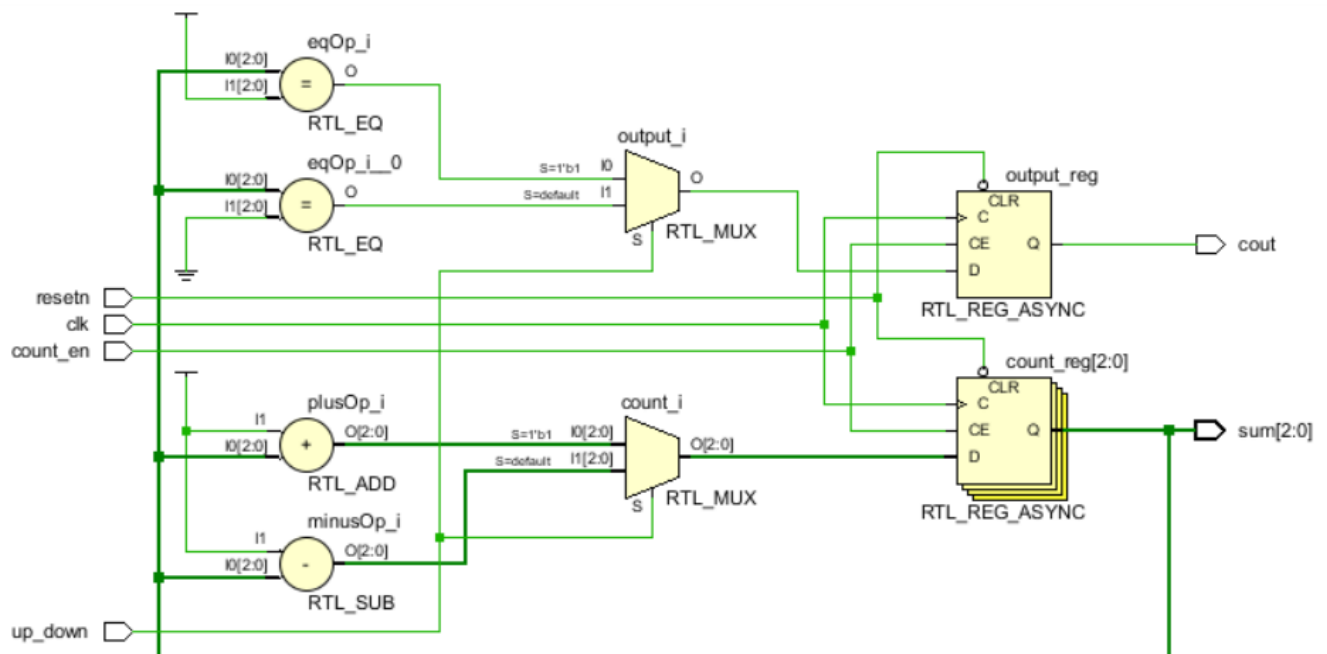 eqOp_i
I0[2:0]
O
=
I1[2:0]
RTL_EQ
eqOp_i__0
I0[2:0]
O
=
I1[2:0]
RTL_EQ
output_i
S=1'b1
I0
O
S=default
I1
S
RTL_MUX
output_reg
CLR
C
CE
Q
D
RTL_REG_ASYNC
cout
resetn
clk
count_en
plusOp_i
I1
O[2:0]
+
I0[2:0]
RTL_ADD
minusOp_i
I1
O[2:0]
-
I0[2:0]
RTL_SUB
count_i
S=1'b1
I0[2:0]
O[2:0]
S=default
I1[2:0]
S
RTL_MUX
count_reg[2:0]
CLR
C
CE
Q
D
RTL_REG_ASYNC
sum[2:0]
up_down